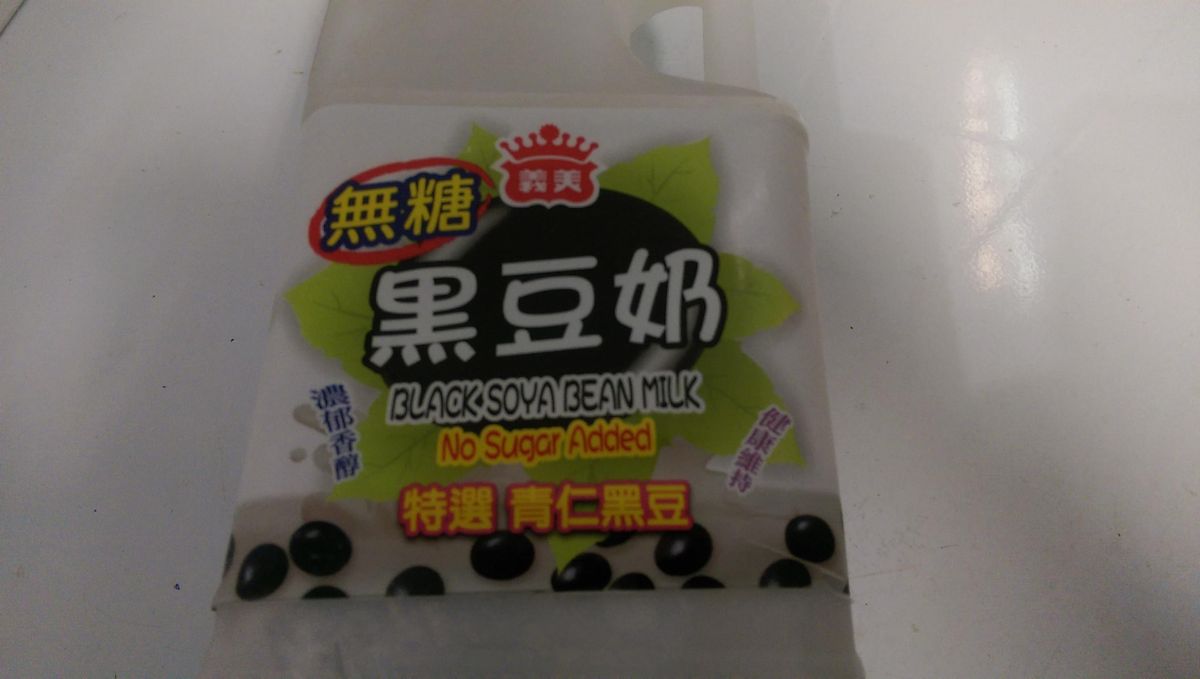 義美
無糖
黑豆奶
BLACK SOYA BEAN MILK
No Sugar Added
濃郁香醇
健康維持
特選 青仁黑豆